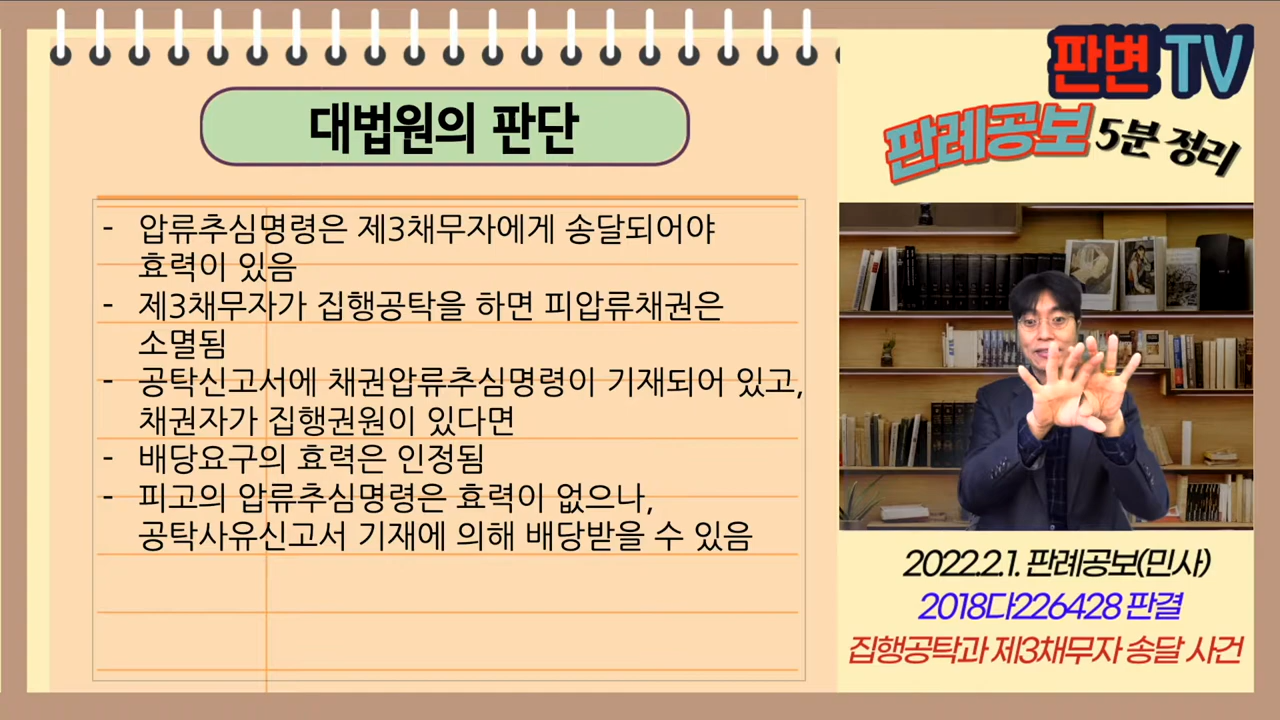 대법원의 판단
- 압류추심명령은 제3채무자에게 송달되어야
효력이 있음
- 제3채무자가 집행공탁을 하면 피압류채권은
소멸됨
- 공탁신고서에 채권압류추심명령이 기재되어 있고,
채권자가 집행권원이 있다면
- 배당요구의 효력은 인정됨
- 피고의 압류추심명령은 효력이 없으나,
공탁사유신고서 기재에 의해 배당받을 수 있음
판변 TV
판례공보 5분 정리
2022.2.1. 판례공보(민사)
2018다226428 판결
집행공탁과 제3채무자 송달 사건